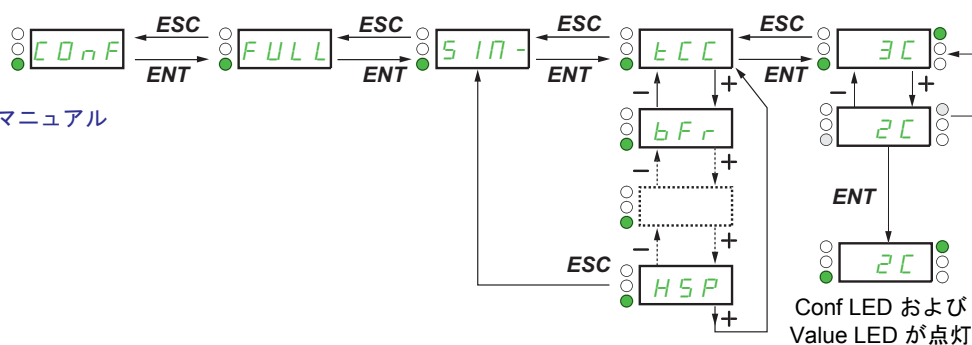 ESC ESC ESC ESC
COnF FULL SIM- tCC 3C
ENT ENT ENT ENT
− + − +
マニュアル
bFr 2C
− +
ENT
− +
ESC
HSP 2C
+
Conf LED および
Value LED が点灯